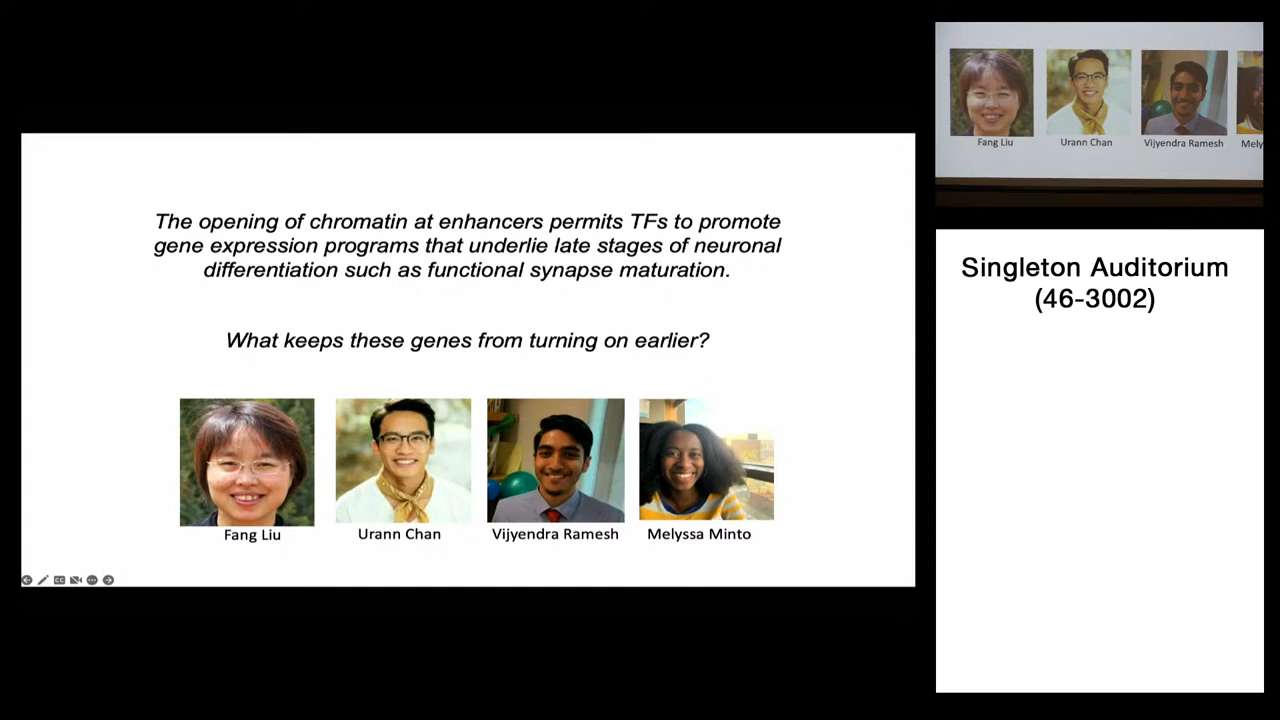 The opening of chromatin at enhancers permits TFs to promote
gene expression programs that underlie late stages of neuronal
differentiation such as functional synapse maturation.
What keeps these genes from turning on earlier?
Fang Liu
Urann Chan
Vijyendra Ramesh
Melyssa Minto
CC
Fang Liu
Urann Chan
Vijyendra Ramesh
Mely
Singleton Auditorium
(46-3002)